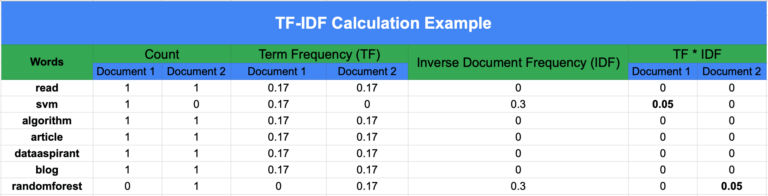 TF-IDF Calculation Example
Words Count Term Frequency (TF) Inverse Document Frequency (IDF) TF * IDF
Document 1 Document 2 Document 1 Document 2 Document 1 Document 2
read 1 1 0.17 0.17 0 0 0
svm 1 0 0.17 0 0.3 0.05 0
algorithm 1 1 0.17 0.17 0 0 0
article 1 1 0.17 0.17 0 0 0
dataaspirant 1 1 0.17 0.17 0 0 0
blog 1 1 0.17 0.17 0 0 0
randomforest 0 1 0 0.17 0.3 0 0.05